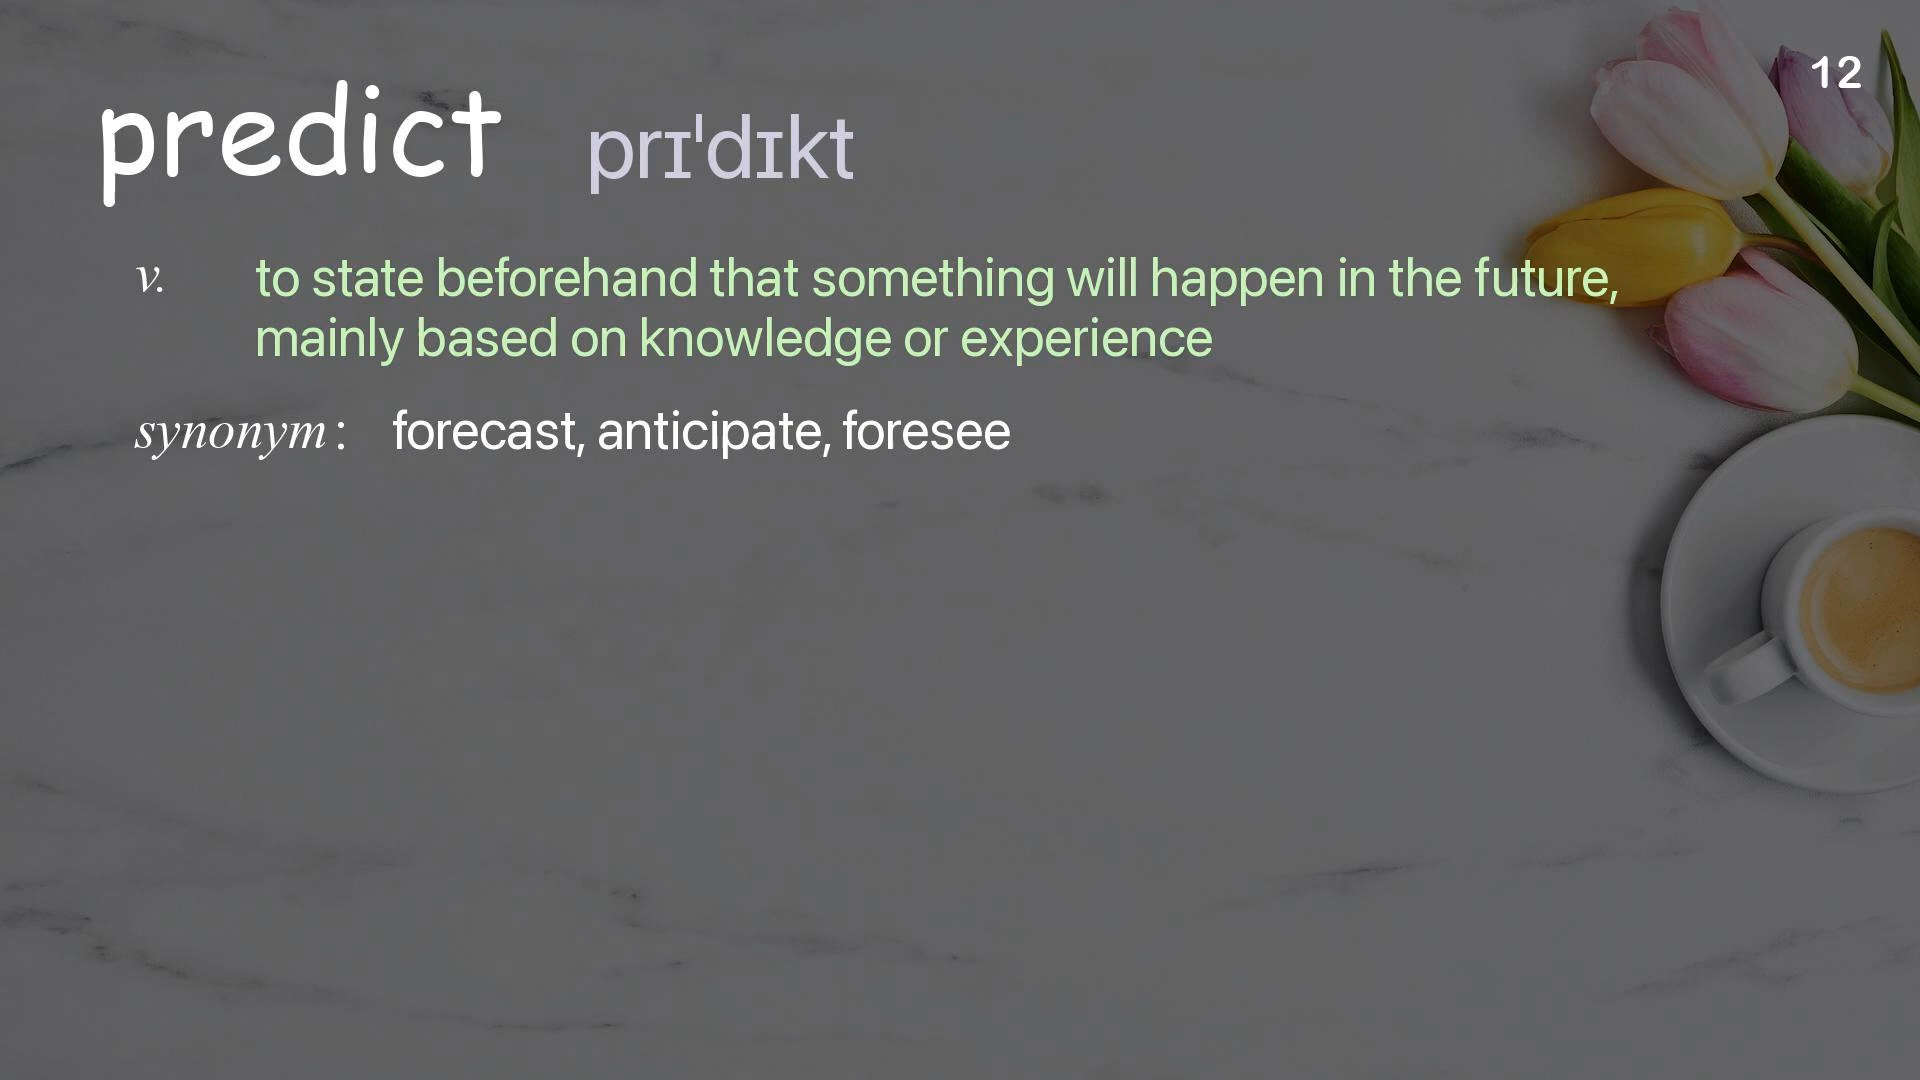 12
predict prɪˈdɪkt
v. to state beforehand that something will happen in the future,
mainly based on knowledge or experience
synonym : forecast, anticipate, foresee